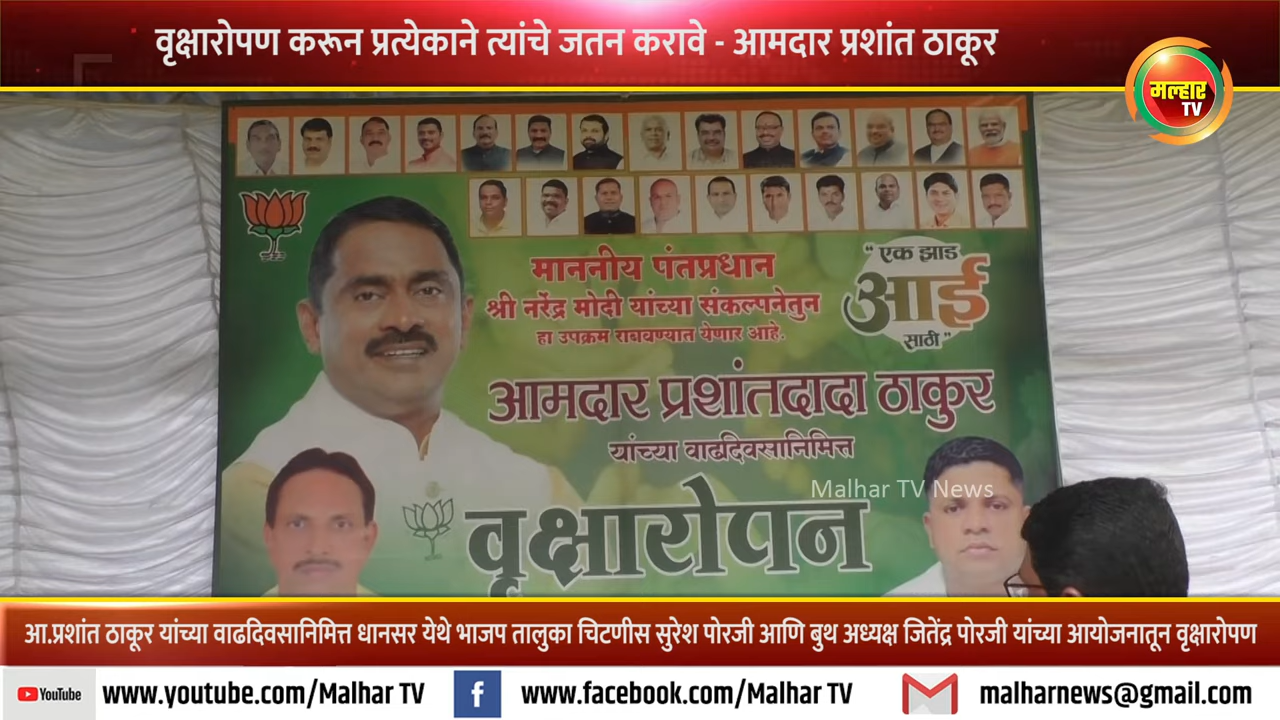 वृक्षारोपण करून प्रत्येकाने त्यांचे जतन करावे - आमदार प्रशांत ठाकूर
मल्हार
TV
माननीय पंतप्रधान
श्री नरेंद्र मोदी यांच्या संकल्पनेतुन
हा उपक्रम राबवण्यात येणार आहे.
"एक झाड
आई
साठी"
आमदार प्रशांतदादा ठाकुर
यांच्या वाढदिवसानिमित्त
Malhar TV News
वृक्षारोपन
आ.प्रशांत ठाकूर यांच्या वाढदिवसानिमित्त धानसर येथे भाजप तालुका चिटणीस सुरेश पोरजी आणि बुथ अध्यक्ष जितेंद्र पोरजी यांच्या आयोजनातून वृक्षारोपण
YouTube www.youtube.com/Malhar TV f www.facebook.com/Malhar TV malharnews@gmail.com